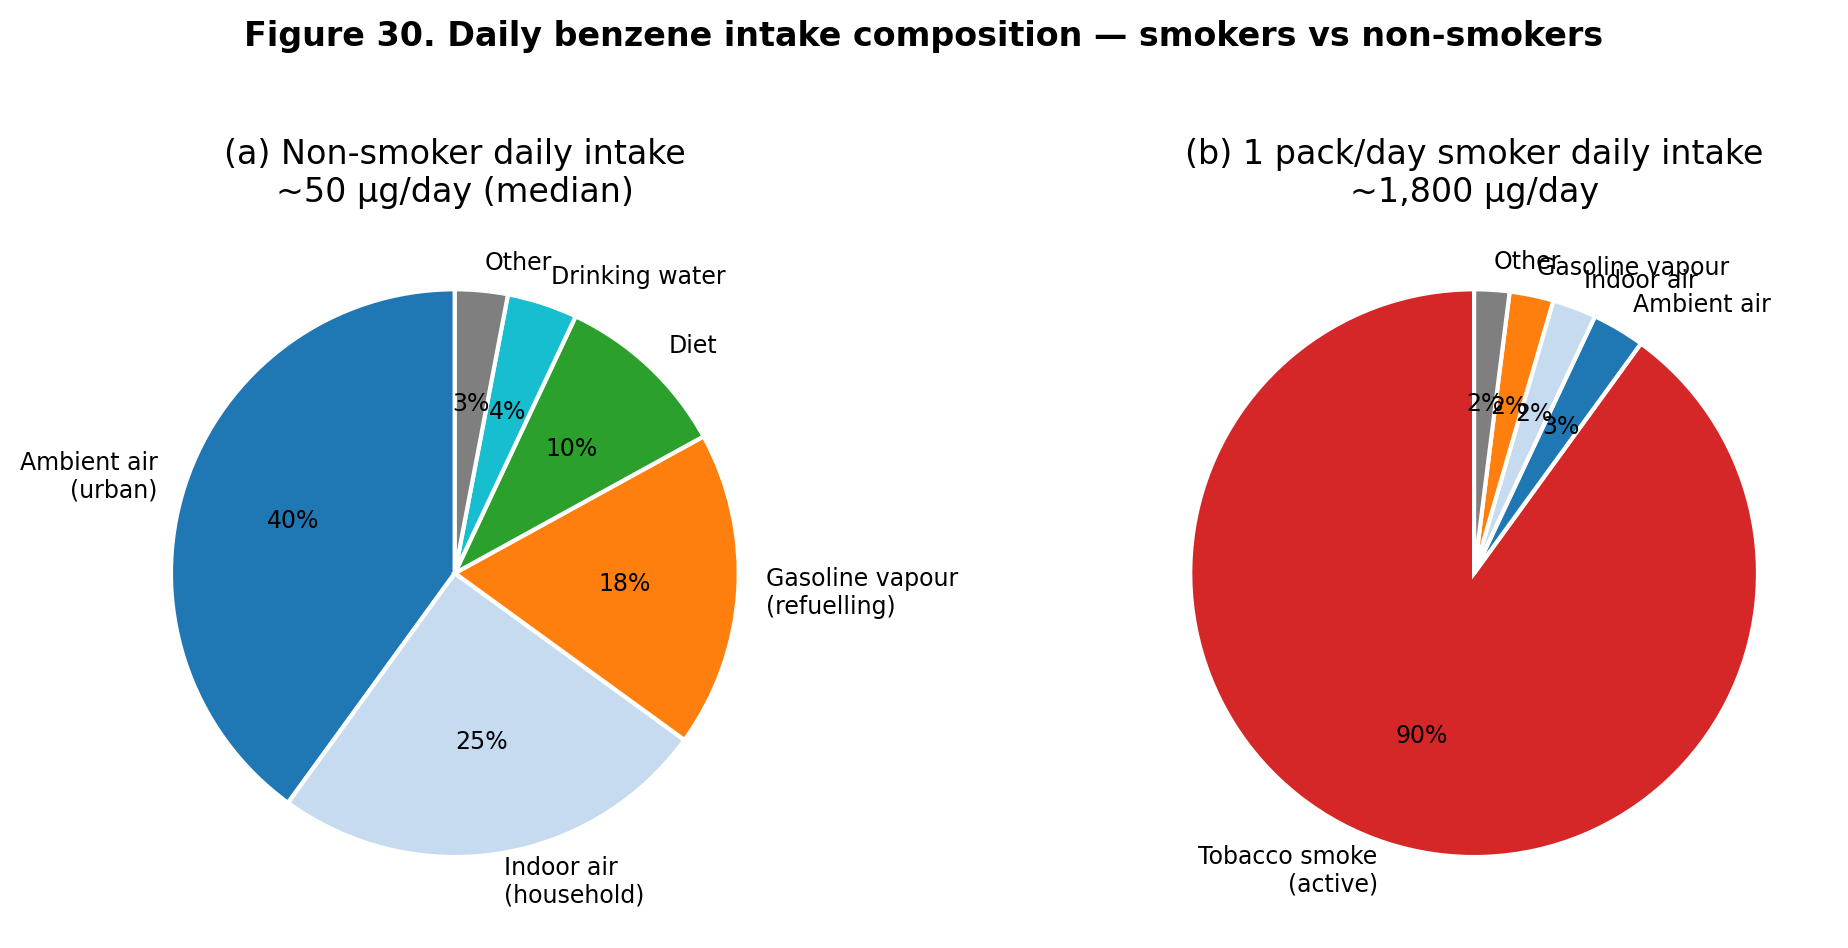 Figure 30. Daily benzene intake composition — smokers vs non-smokers
(a) Non-smoker daily intake
~50 µg/day (median)
Other
Drinking water
Diet
Ambient air
(urban)
Gasoline vapour
(refuelling)
Indoor air
(household)
3%
4%
10%
40%
18%
25%
(b) 1 pack/day smoker daily intake
~1,800 µg/day
Other
Gasoline vapour
Indoor air
Ambient air
2%
2%
2%
3%
90%
Tobacco smoke
(active)